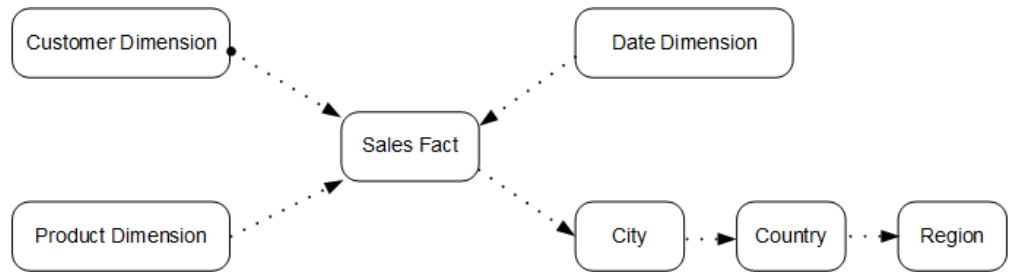 Customer Dimension
Date Dimension
Sales Fact
Product Dimension
City
Country
Region